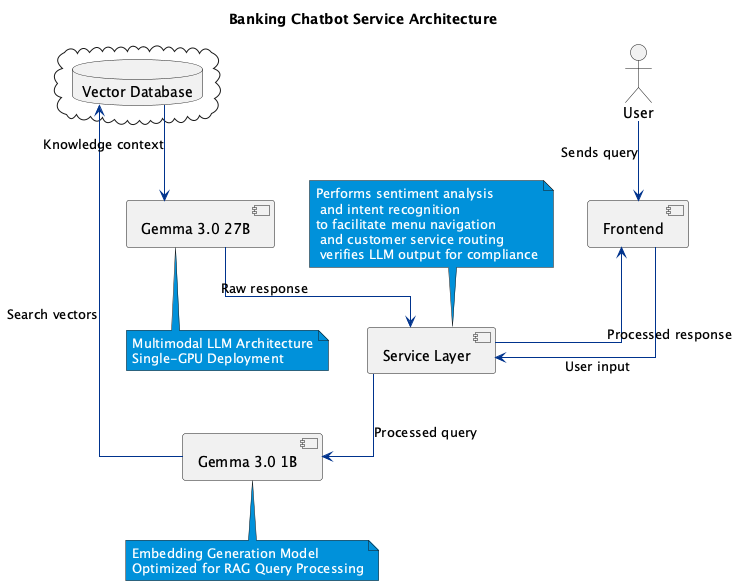 Banking Chatbot Service Architecture
Vector Database
User
Knowledge context
Sends query
Performs sentiment analysis
and intent recognition
to facilitate menu navigation
and customer service routing
verifies LLM output for compliance
Gemma 3.0 27B
Frontend
Raw response
Search vectors
Multimodal LLM Architecture
Single-GPU Deployment
Processed response
Service Layer
User input
Processed query
Gemma 3.0 1B
Embedding Generation Model
Optimized for RAG Query Processing